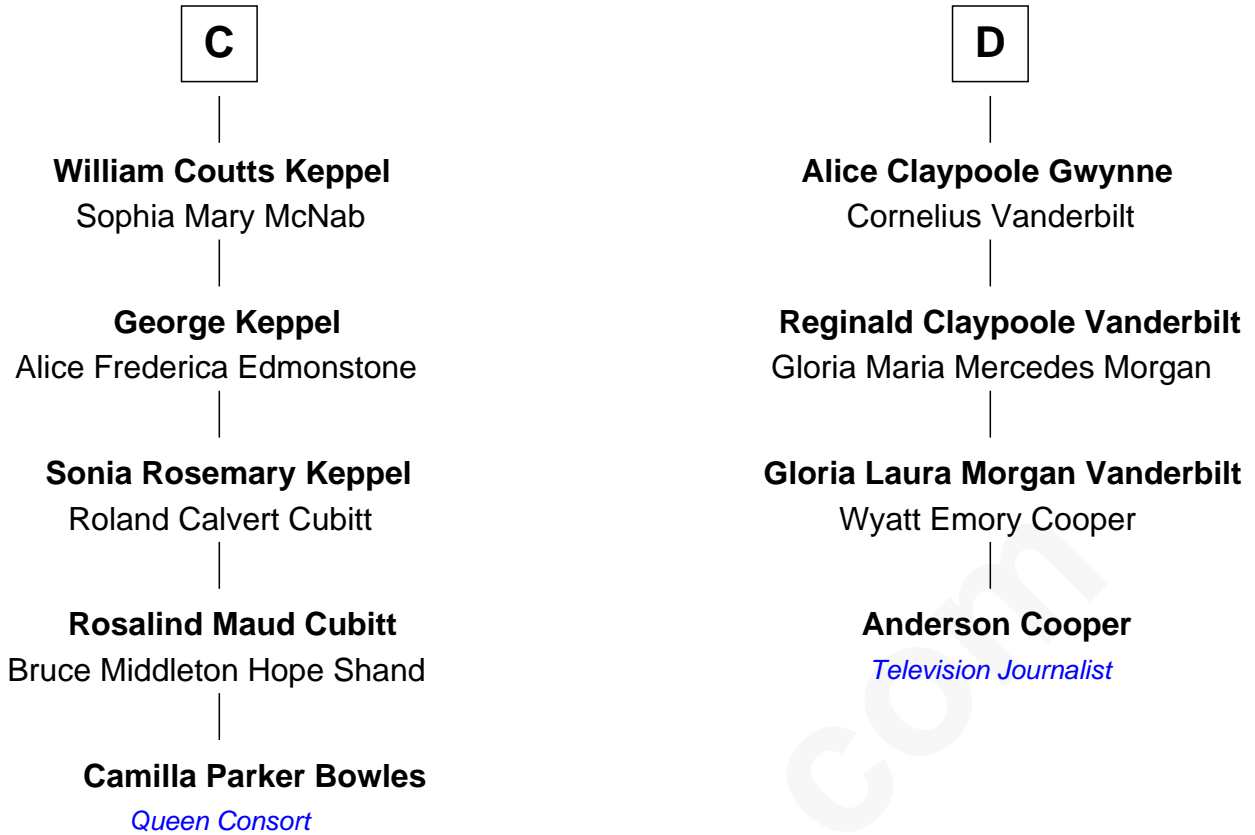 C
William Coutts Keppel
Sophia Mary McNab
George Keppel
Alice Frederica Edmonstone
Sonia Rosemary Keppel
Roland Calvert Cubitt
Rosalind Maud Cubitt
Bruce Middleton Hope Shand
Camilla Parker Bowles
Queen Consort
D
Alice Claypoole Gwynne
Cornelius Vanderbilt
Reginald Claypoole Vanderbilt
Gloria Maria Mercedes Morgan
Gloria Laura Morgan Vanderbilt
Wyatt Emory Cooper
Anderson Cooper
Television Journalist
com